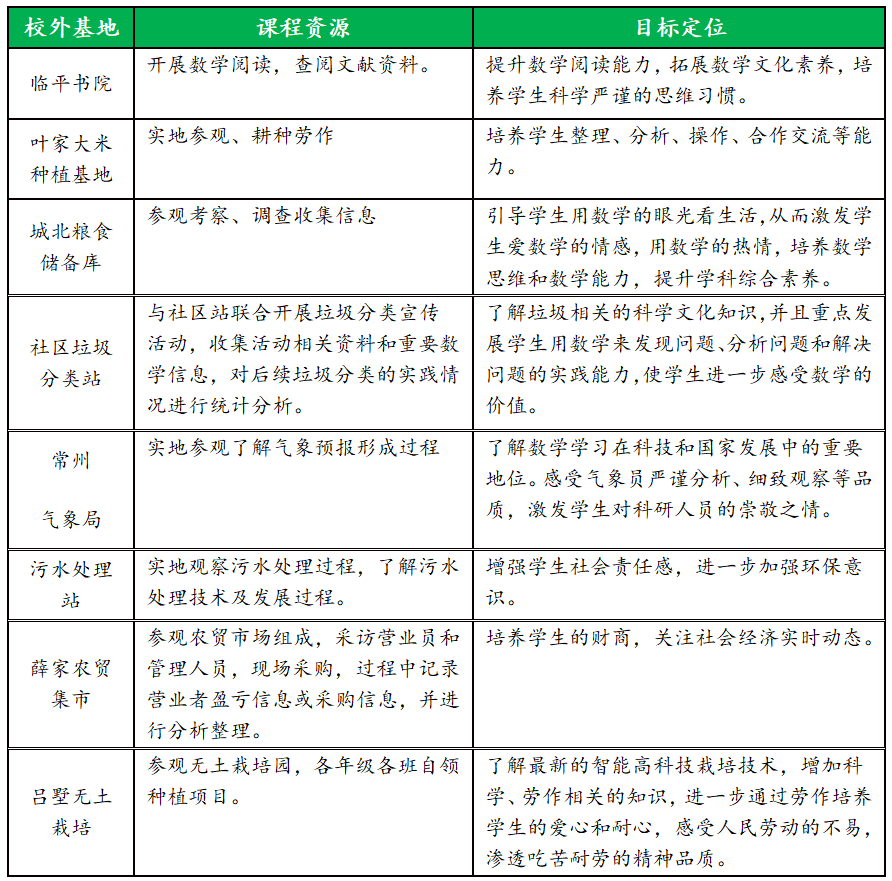 校外基地 课程资源 目标定位
临平书院
开展数学阅读，查阅文献资料。
提升数学阅读能力，拓展数学文化素养，培
养学生科学严谨的思维习惯。
叶家大米
种植基地
实地参观、耕种劳作
培养学生整理、分析、操作、合作交流等能
力。
城北粮食
储备库
参观考察、调查收集信息
引导学生用数学的眼光看生活,从而激发学
生爱数学的情感，用数学的热情，培养数学
思维和数学能力，提升学科综合素养。
社区垃圾
分类站
与社区站联合开展垃圾分类宣传
活动，收集活动相关资料和重要数
学信息，对后续垃圾分类的实践情
况进行统计分析。
了解垃圾相关的科学文化知识,并且重点发
展学生用数学来发现问题、分析问题和解决
问题的实践能力,使学生进一步感受数学的
价值。
常州
气象局
实地参观了解气象预报形成过程
了解数学学习在科技和国家发展中的重要
地位。感受气象员严谨分析、细致观察等品
质，激发学生对科研人员的崇敬之情。
污水处理
站
实地观察污水处理过程，了解污水
处理技术及发展过程。
增强学生社会责任感，进一步加强环保意
识。
薛家农贸
集市
参观农贸市场组成，采访营业员和
管理人员，现场采购，过程中记录
营业者盈亏信息或采购信息，并进
行分析整理。
培养学生的财商，关注社会经济实时动态。
吕墅无土
栽培
参观无土栽培园，各年级各班自领
种植项目。
了解最新的智能高科技栽培技术，增加科
学、劳作相关的知识，进一步通过劳作培养
学生的爱心和耐心，感受人民劳动的不易，
渗透吃苦耐劳的精神品质。